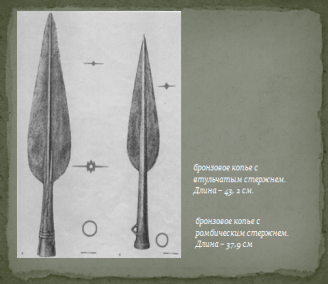 бронзовое копье с
втульчатым стержнем.
Длина – 43, 2 см.
бронзовое копье с
ромбическим стержнем.
Длина – 37,9 см